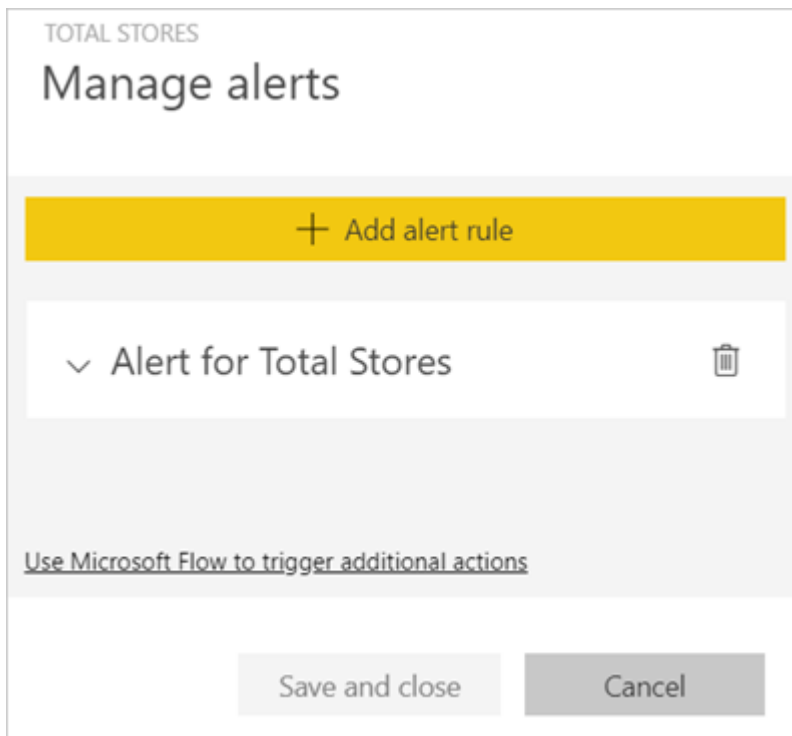 TOTAL STORES
Manage alerts
+ Add alert rule
Alert for Total Stores
Use Microsoft Flow to trigger additional actions
Save and close
Cancel